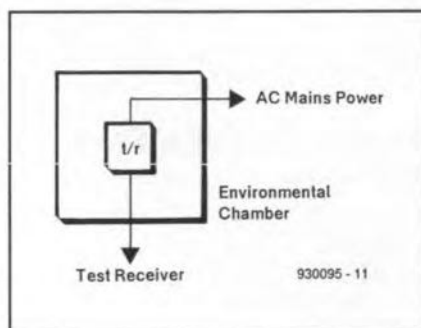 AC Mains Power
t/r
Environmental
Chamber
Test Receiver
930095 - 11